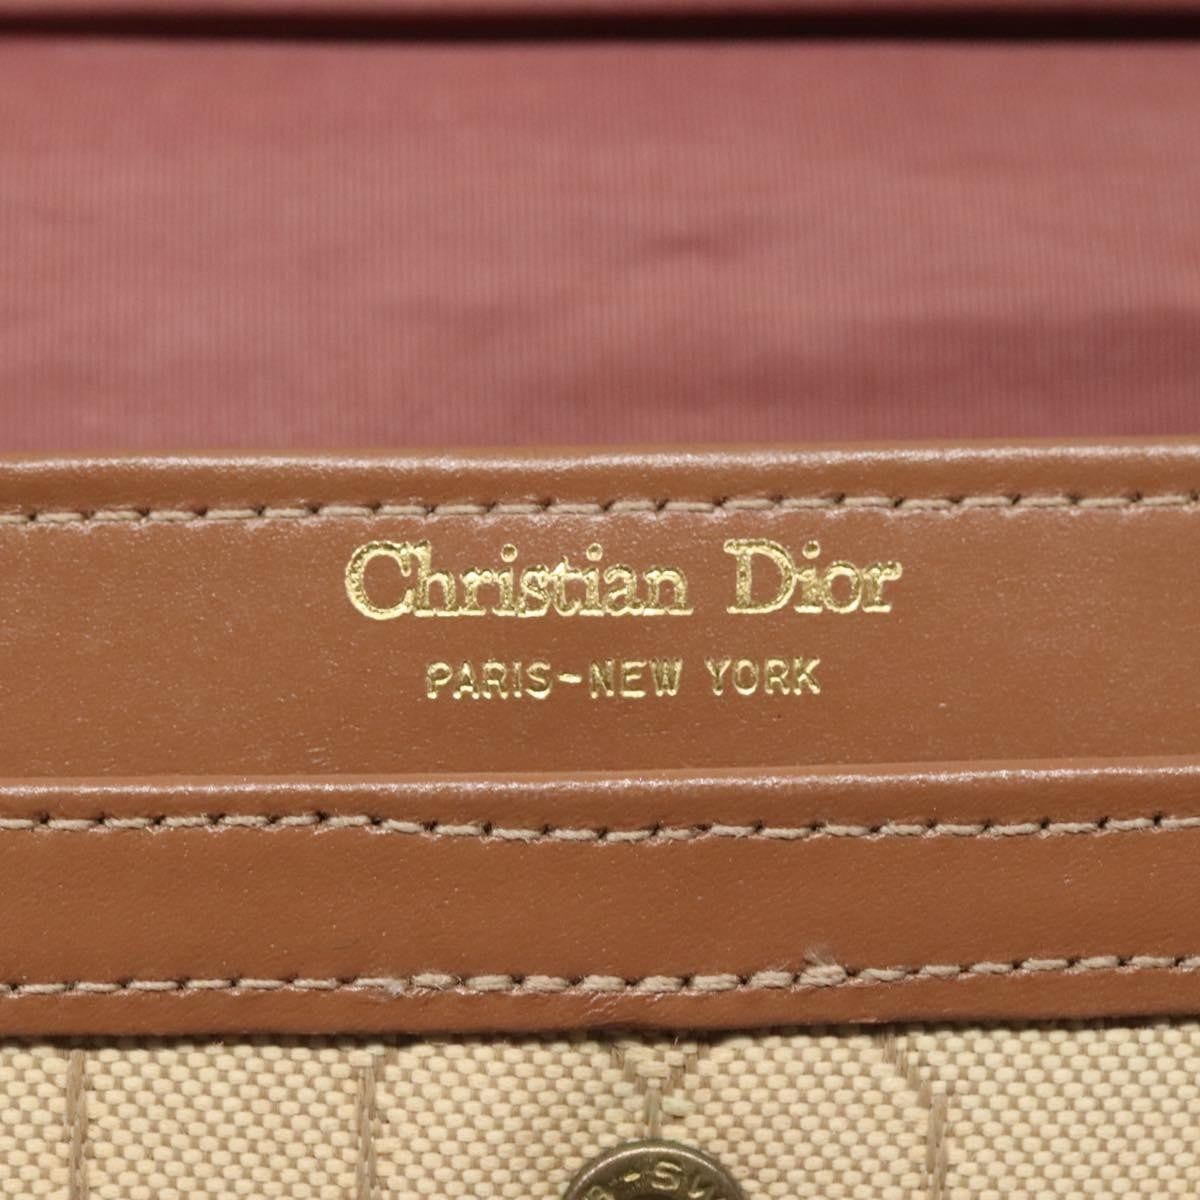 Christian Dior
PARIS-NEW YORK